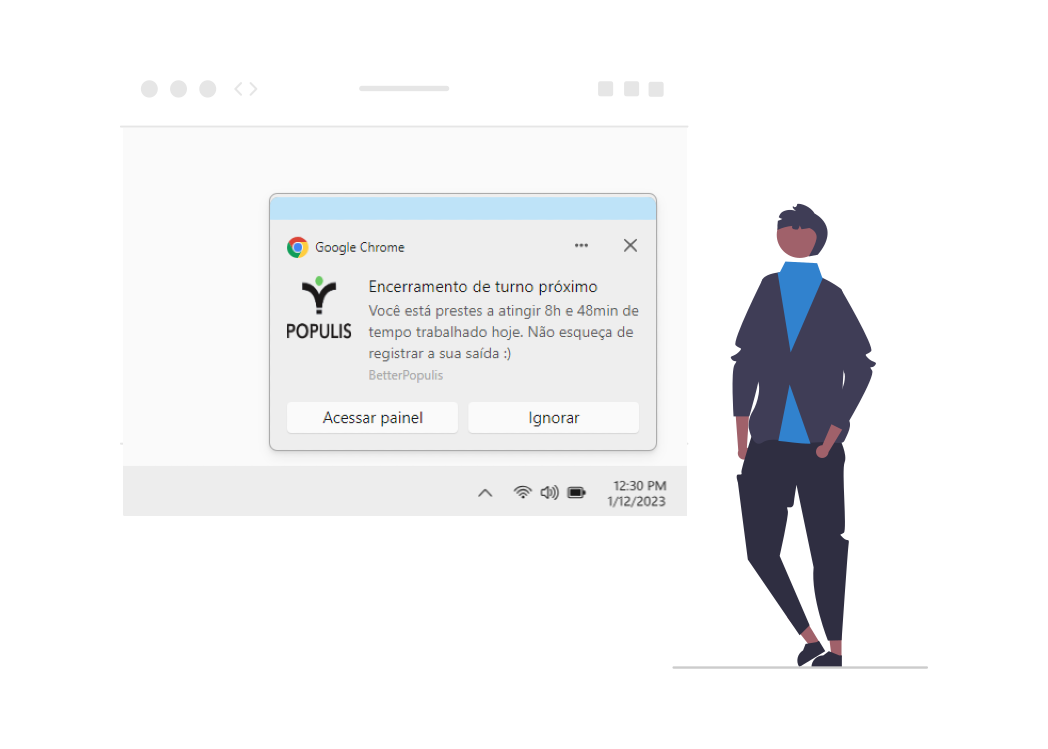 Google Chrome
Encerramento de turno próximo
Você está prestes a atingir 8h e 48min de
tempo trabalhado hoje. Não esqueça de
registrar a sua saída :)
BetterPopulis
POPULIS
Acessar painel
Ignorar
12:30 PM
1/12/2023